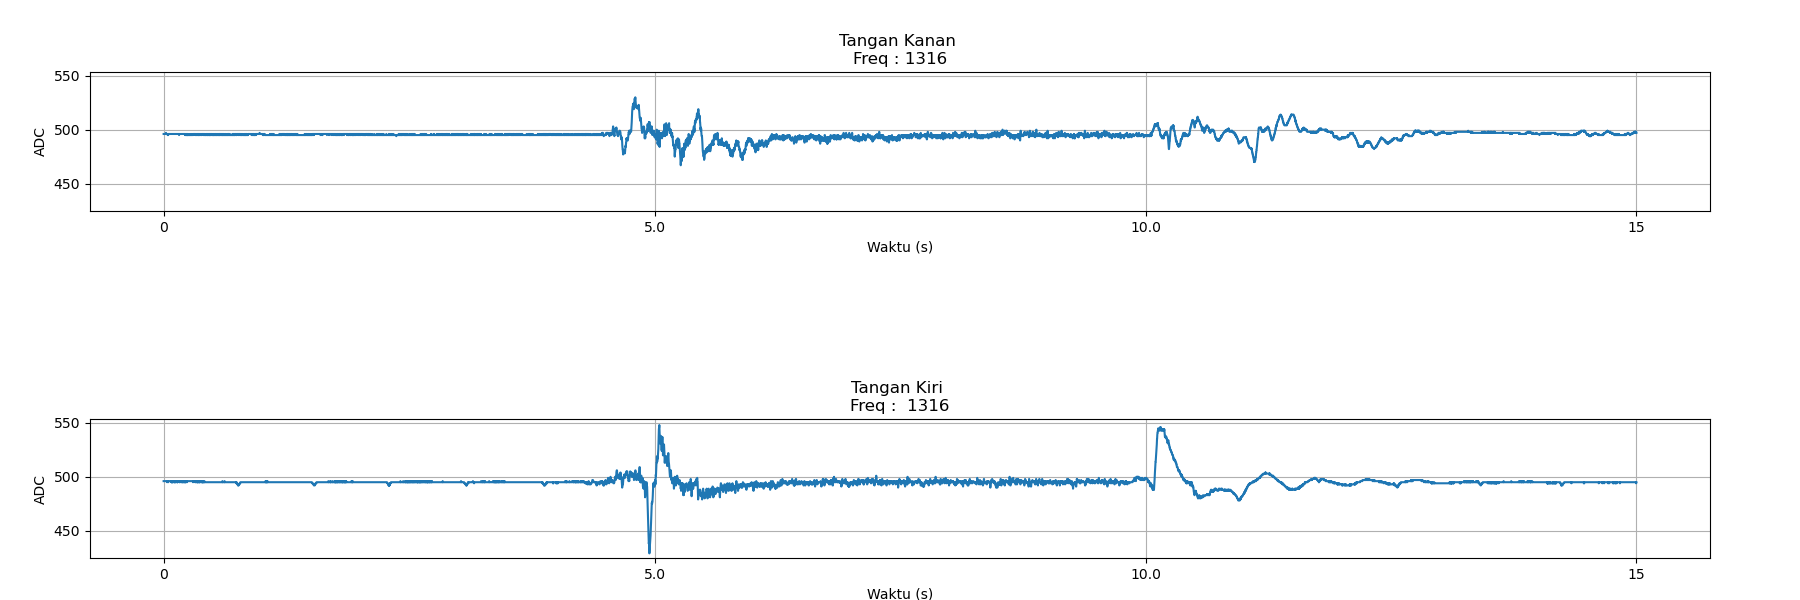 Tangan Kanan
Freq : 1316
550
500
450
ADC
0 5.0 10.0 15
Waktu (s)
Tangan Kiri
Freq :  1316
550
500
450
ADC
0 5.0 10.0 15
Waktu (s)